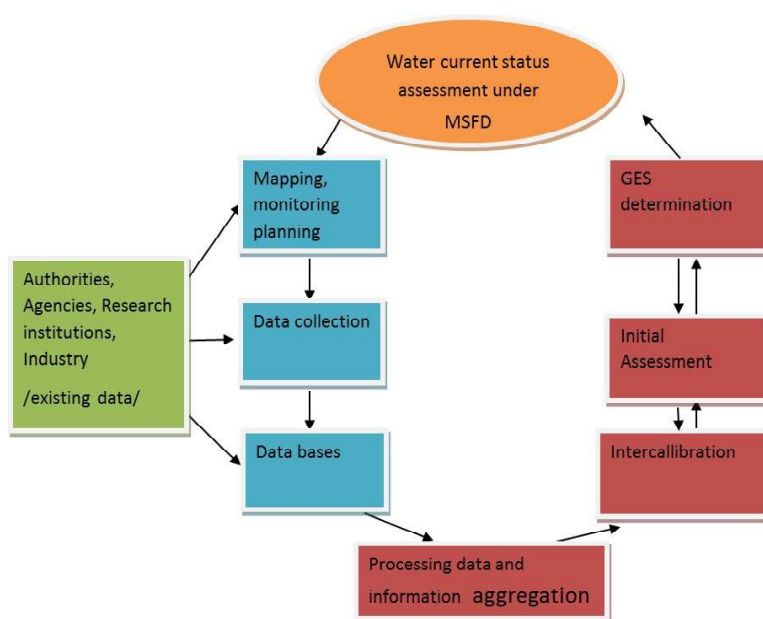 Water current status
assessment under
MSFD
Mapping,
monitoring
planning
GES
determination
Authorities,
Agencies, Research
institutions,
Industry
/existing data/
Data collection
Initial
Assessment
Data bases
Intercallibration
Processing data and
information aggregation